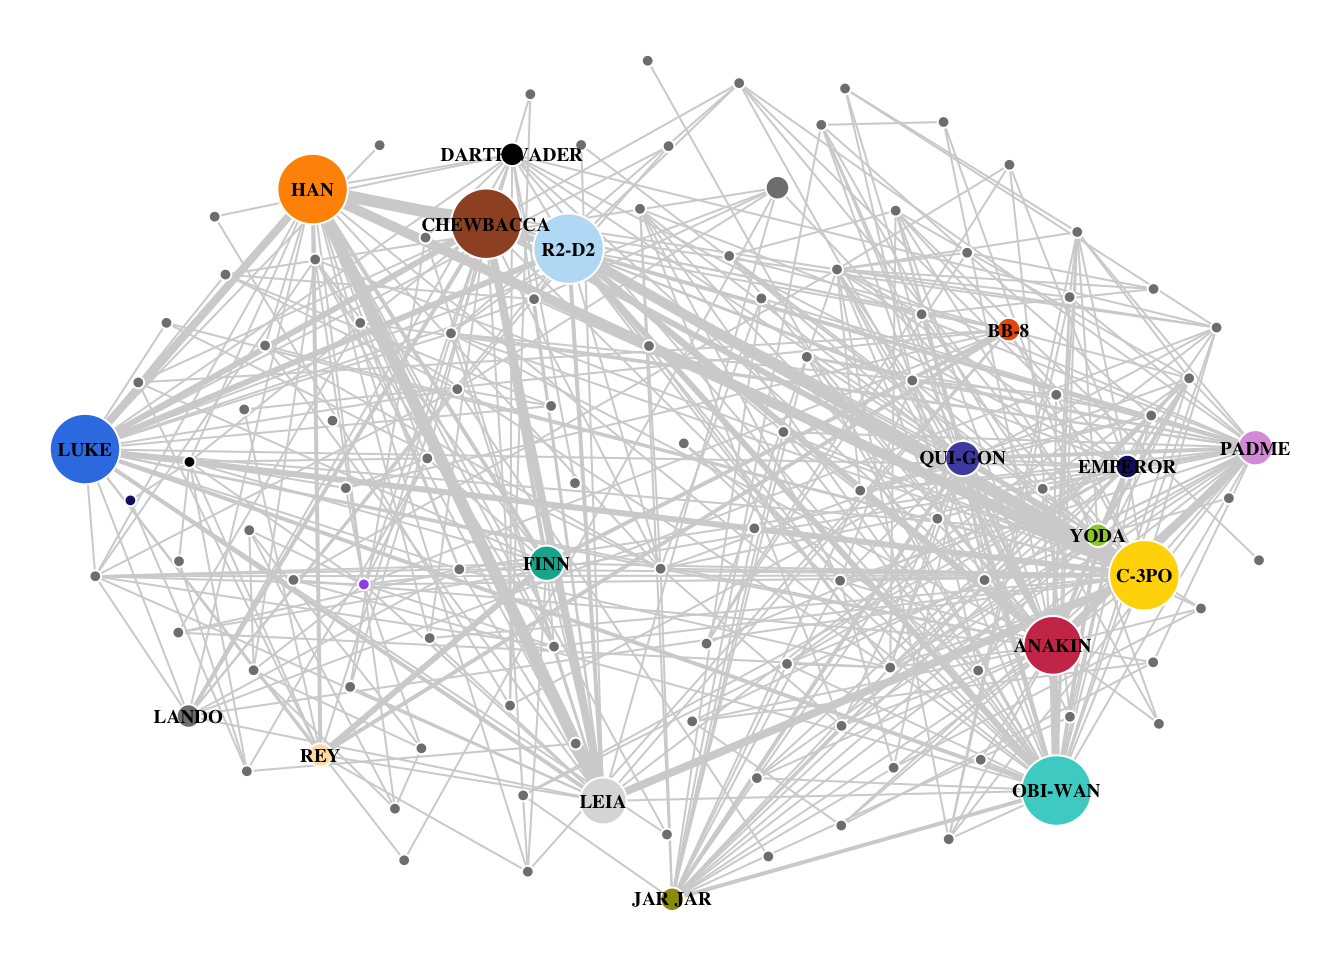 DARTH VADER
HAN
CHEWBACCA
R2-D2
BB-8
LUKE
QUI-GON
EMPEROR
PADME
YODA
FINN
C-3PO
ANAKIN
LANDO
REY
LEIA
OBI-WAN
JAR JAR